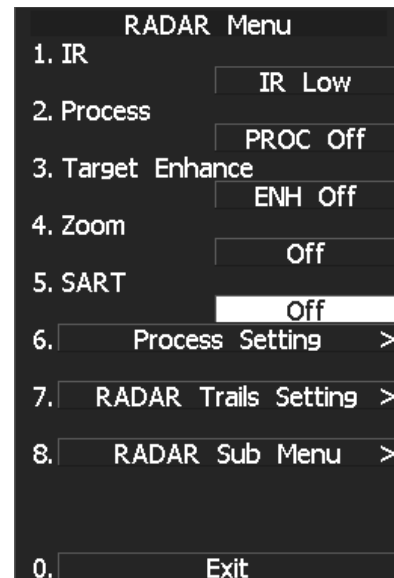 RADAR Menu
1. IR
IR Low
2. Process
PROC Off
3. Target Enhance
ENH Off
4. Zoom
Off
5. SART
Off
6. Process Setting >
7. RADAR Trails Setting >
8. RADAR Sub Menu >
0. Exit